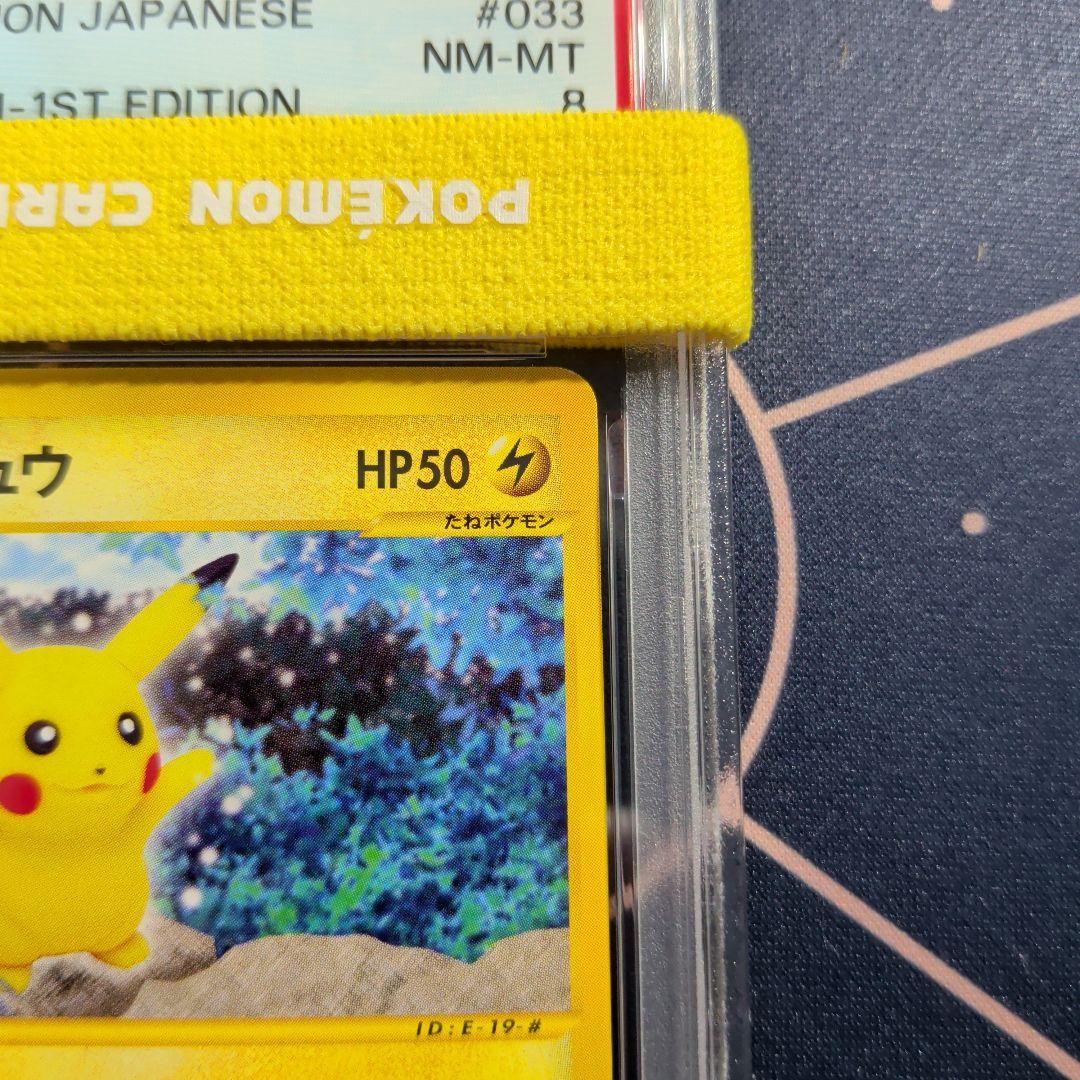 ON JAPANESE #033
NM-MT
-1ST EDITION 8
POKÉMON CAR
ュウ HP50
たねポケモン
ID:E-19-#